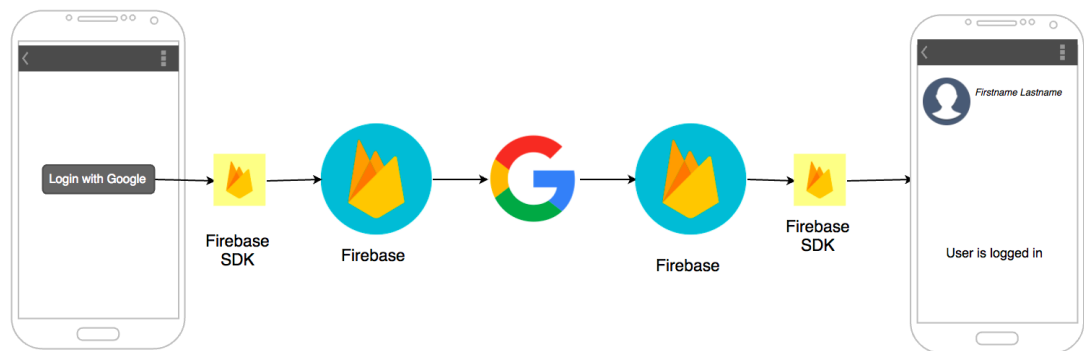 Login with Google
Firebase
SDK
Firebase
Firebase
Firebase
SDK
Firstname Lastname
User is logged in